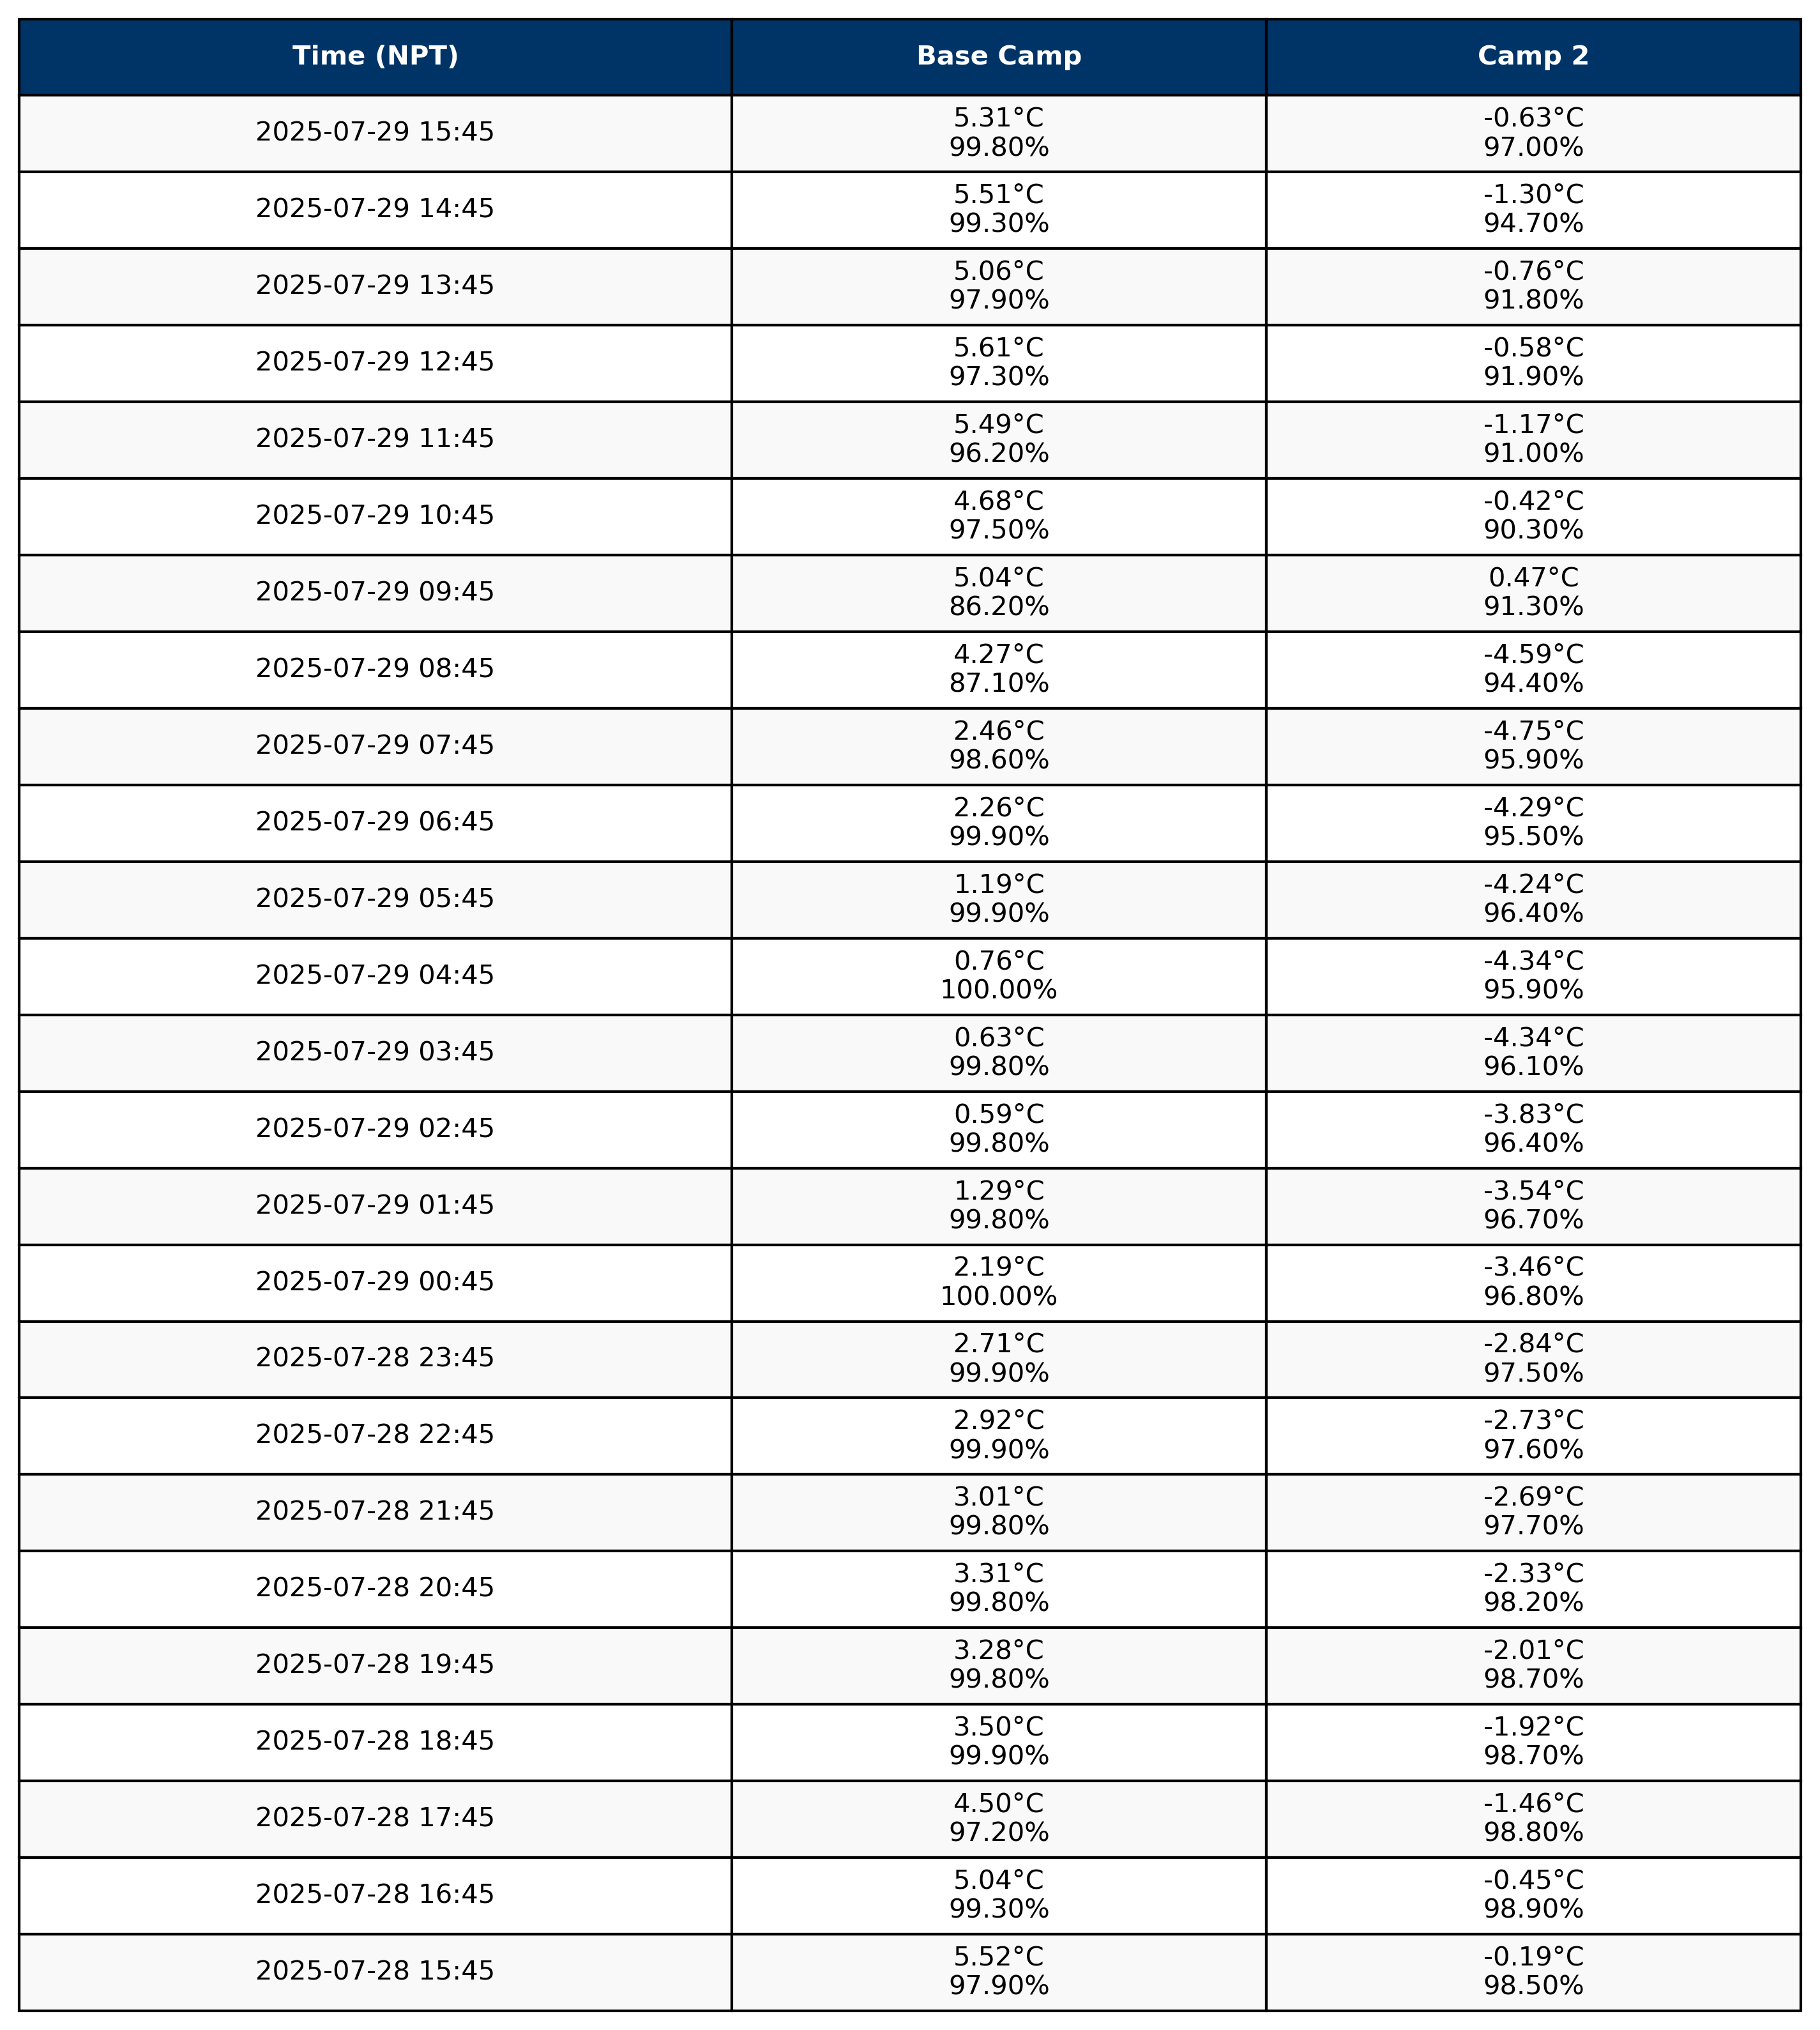 Time (NPT) Base Camp Camp 2
2025-07-29 15:45 5.31°C -0.63°C
99.80% 97.00%
2025-07-29 14:45 5.51°C -1.30°C
99.30% 94.70%
2025-07-29 13:45 5.06°C -0.76°C
97.90% 91.80%
2025-07-29 12:45 5.61°C -0.58°C
97.30% 91.90%
2025-07-29 11:45 5.49°C -1.17°C
96.20% 91.00%
2025-07-29 10:45 4.68°C -0.42°C
97.50% 90.30%
2025-07-29 09:45 5.04°C 0.47°C
86.20% 91.30%
2025-07-29 08:45 4.27°C -4.59°C
87.10% 94.40%
2025-07-29 07:45 2.46°C -4.75°C
98.60% 95.90%
2025-07-29 06:45 2.26°C -4.29°C
99.90% 95.50%
2025-07-29 05:45 1.19°C -4.24°C
99.90% 96.40%
2025-07-29 04:45 0.76°C -4.34°C
100.00% 95.90%
2025-07-29 03:45 0.63°C -4.34°C
99.80% 96.10%
2025-07-29 02:45 0.59°C -3.83°C
99.80% 96.40%
2025-07-29 01:45 1.29°C -3.54°C
99.80% 96.70%
2025-07-29 00:45 2.19°C -3.46°C
100.00% 96.80%
2025-07-28 23:45 2.71°C -2.84°C
99.90% 97.50%
2025-07-28 22:45 2.92°C -2.73°C
99.90% 97.60%
2025-07-28 21:45 3.01°C -2.69°C
99.80% 97.70%
2025-07-28 20:45 3.31°C -2.33°C
99.80% 98.20%
2025-07-28 19:45 3.28°C -2.01°C
99.80% 98.70%
2025-07-28 18:45 3.50°C -1.92°C
99.90% 98.70%
2025-07-28 17:45 4.50°C -1.46°C
97.20% 98.80%
2025-07-28 16:45 5.04°C -0.45°C
99.30% 98.90%
2025-07-28 15:45 5.52°C -0.19°C
97.90% 98.50%